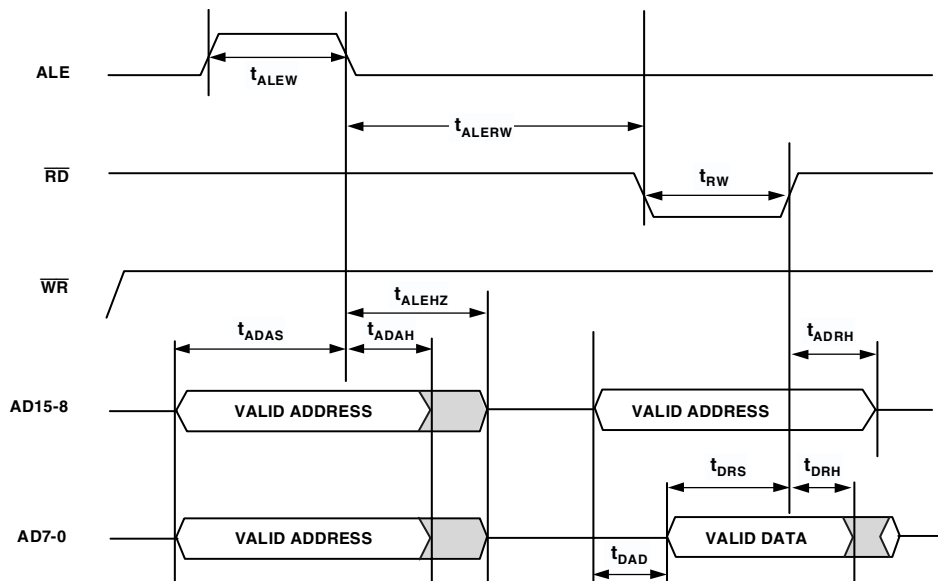 ALE
tALEW
tALERW
RD
tRW
WR
tALEHZ
tADAS
tADAH
tADRH
AD15-8
VALID ADDRESS
VALID ADDRESS
tDRS
tDRH
AD7-0
VALID ADDRESS
VALID DATA
tDAD